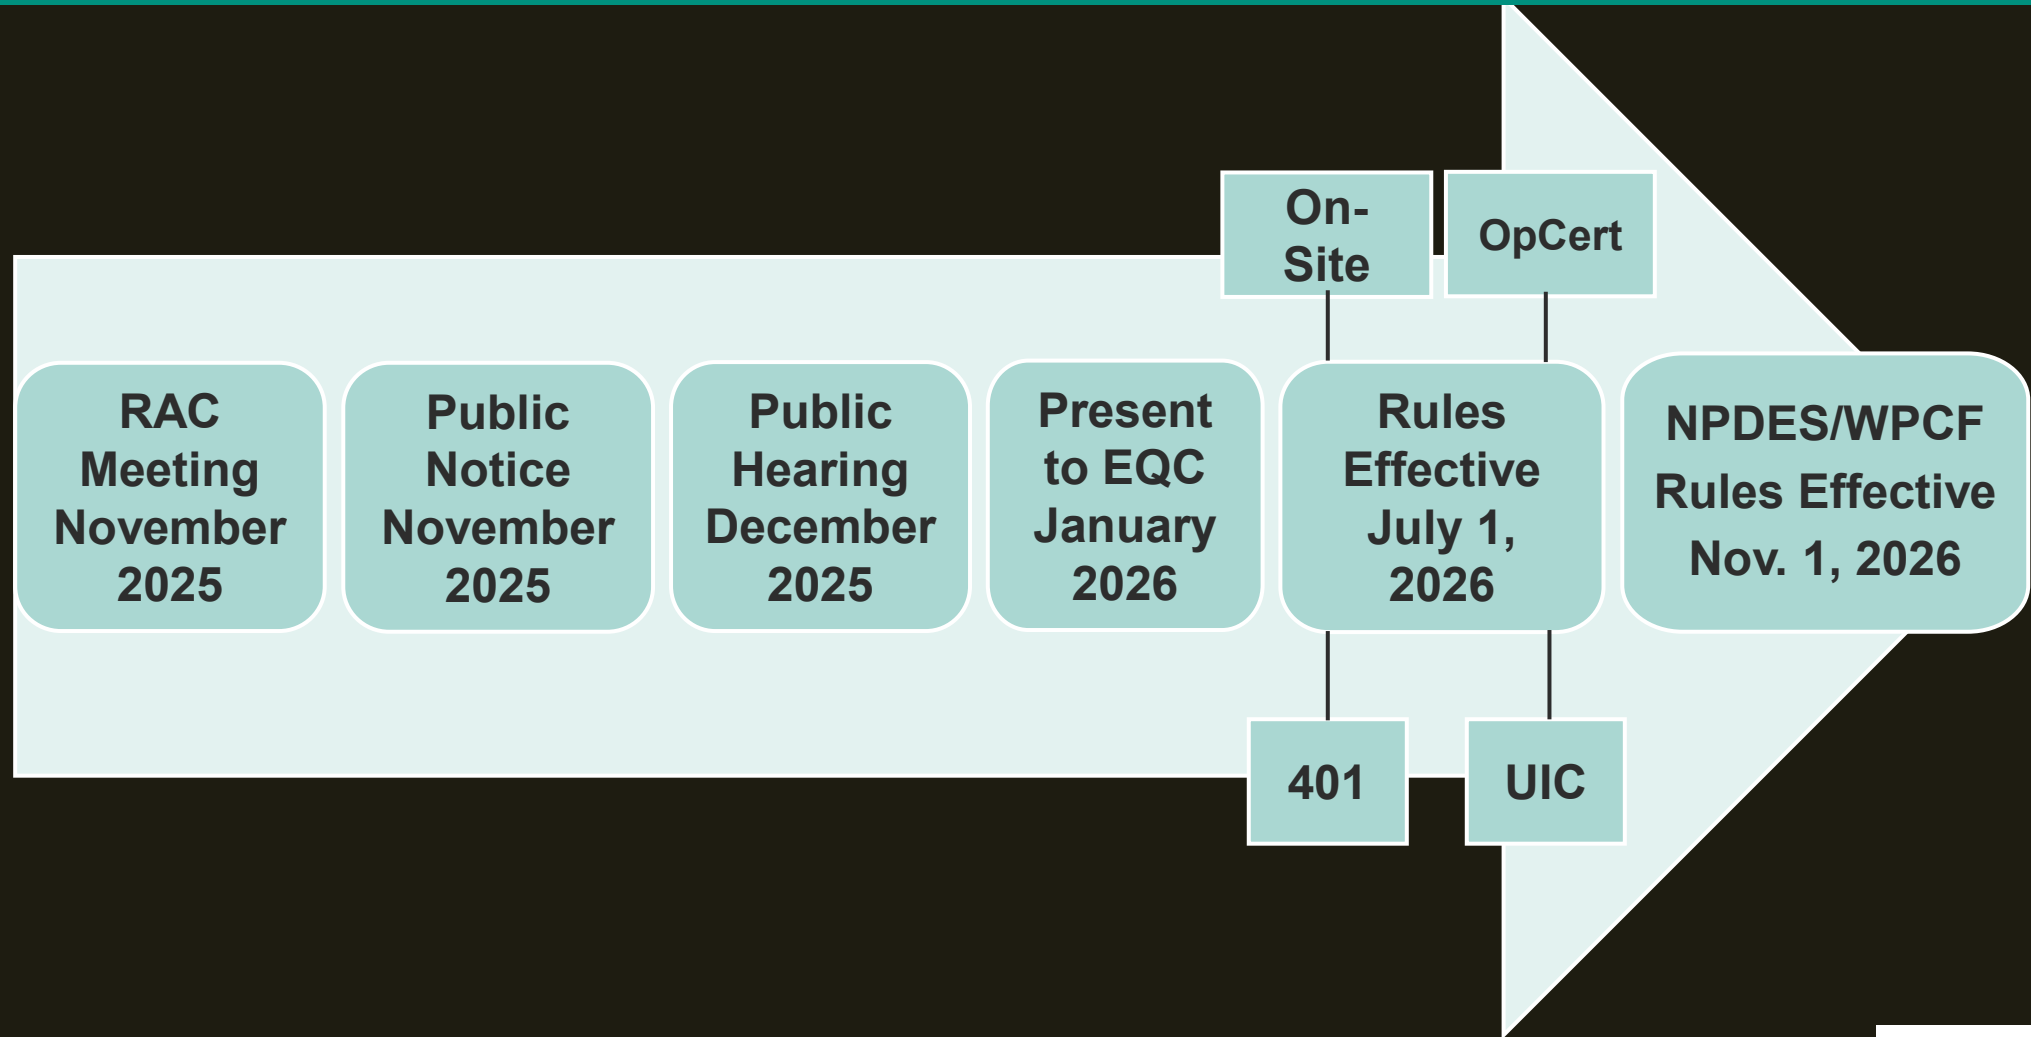 On-
Site
OpCert
RAC
Meeting
November
2025
Public
Notice
November
2025
Public
Hearing
December
2025
Present
to EQC
January
2026
Rules
Effective
July 1,
2026
NPDES/WPCF
Rules Effective
Nov. 1, 2026
401
UIC